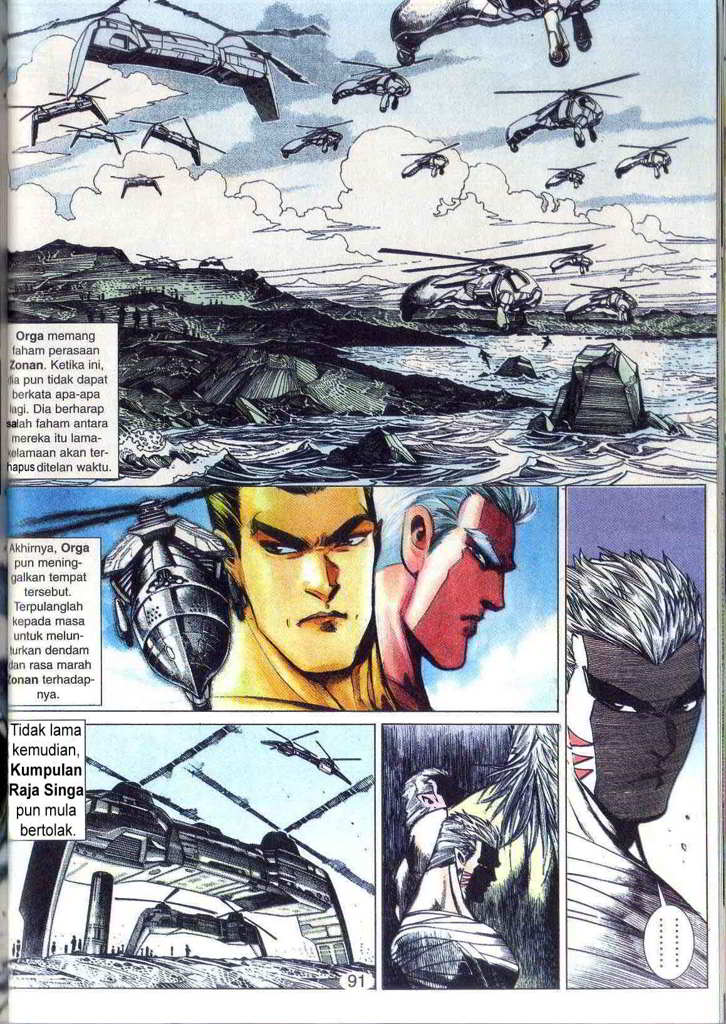 Orga memang
faham perasaan
Zonan. Ketika ini,
dia pun tidak dapat
berkata apa-apa
lagi. Dia berharap
salah faham antara
mereka itu lama-
kelamaan akan ter-
hapus ditelan waktu.
Akhirnya, Orga
pun mening-
galkan tempat
tersebut.
Terpulanglah
kepada masa
untuk melun-
turkan dendam
dan rasa marah
Zonan terhadap-
nya.
Tidak lama
kemudian,
Kumpulan
Raja Singa
pun mula
bertolak.
91